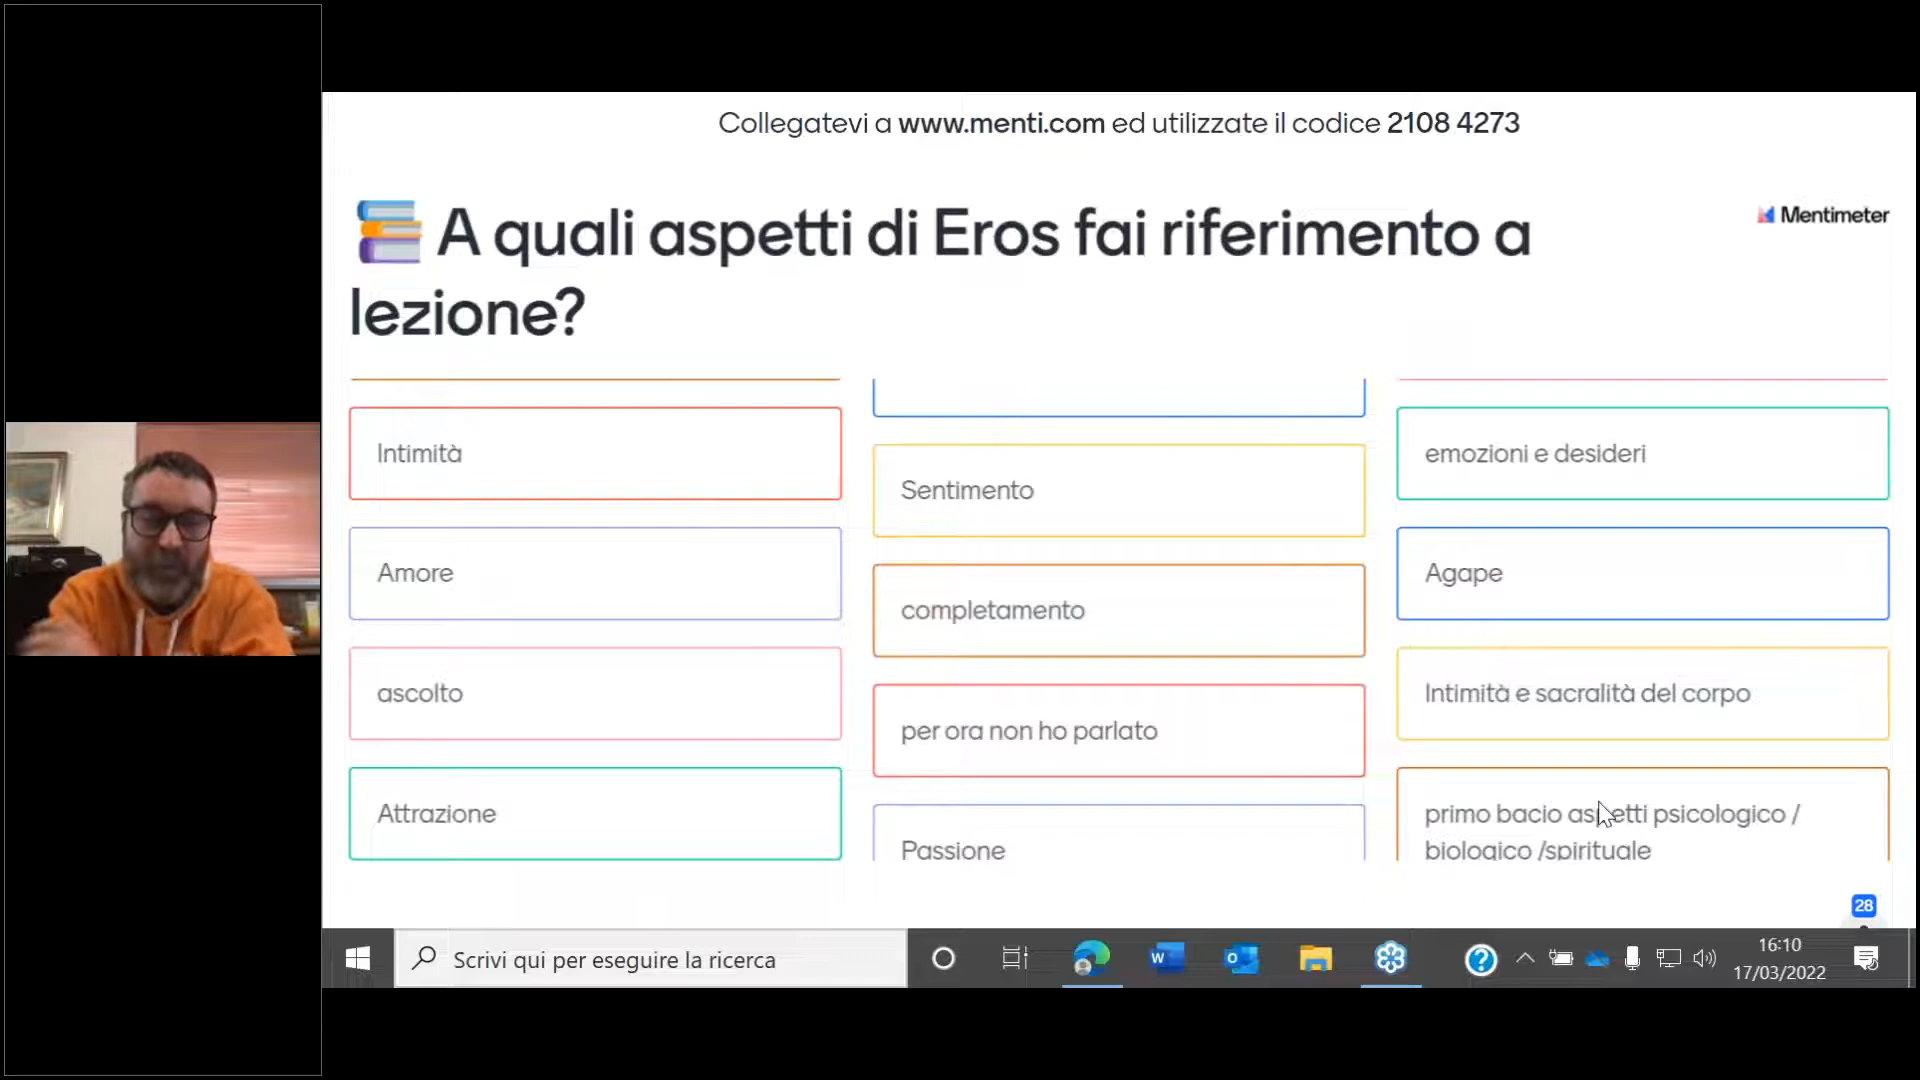 Collegatevi a www.menti.com ed utilizzate il codice 2108 4273
A quali aspetti di Eros fai riferimento a
lezione?
Mentimeter
Intimità
Amore
ascolto
Attrazione
Sentimento
completamento
per ora non ho parlato
Passione
emozioni e desideri
Agape
Intimità e sacralità del corpo
primo bacio aspetti psicologico /
biologico /spirituale
28
Scrivi qui per eseguire la ricerca
16:10
17/03/2022